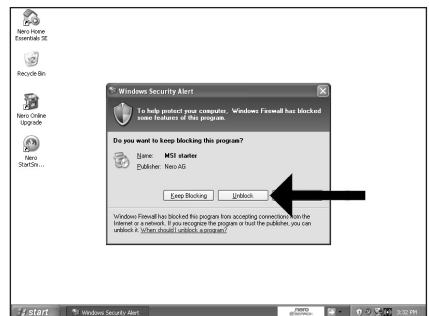 Nero Home
Essentials SE
Recycle Bin
Nero Online
Upgrade
Nero
StartSm...
Windows Security Alert
To help protect your computer, Windows Firewall has blocked
some features of this program.
Do you want to keep blocking this program?
Name: MSI starter
Publisher: Nero AG
Keep Blocking
Unblock
Windows Firewall has blocked this program from accepting connections from the
Internet or a network. If you recognize the program or trust the publisher, you can
unblock it. When should I unblock a program?
start
Windows Security Alert
nero
SEARCH
3:32 PM